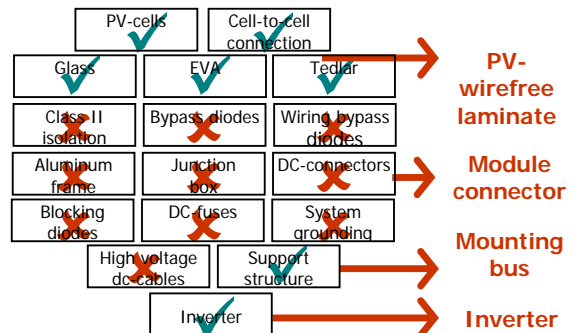 PV-cells
Cell-to-cell
connection
Glass
EVA
Tedlar
PV-
wirefree
laminate
Class II
isolation
Bypass diodes
Wiring bypass
diodes
Aluminum
frame
Junction
box
DC-connectors
Module
connector
Blocking
diodes
DC-fuses
System
grounding
High voltage
dc-cables
Support
structure
Mounting
bus
Inverter
Inverter